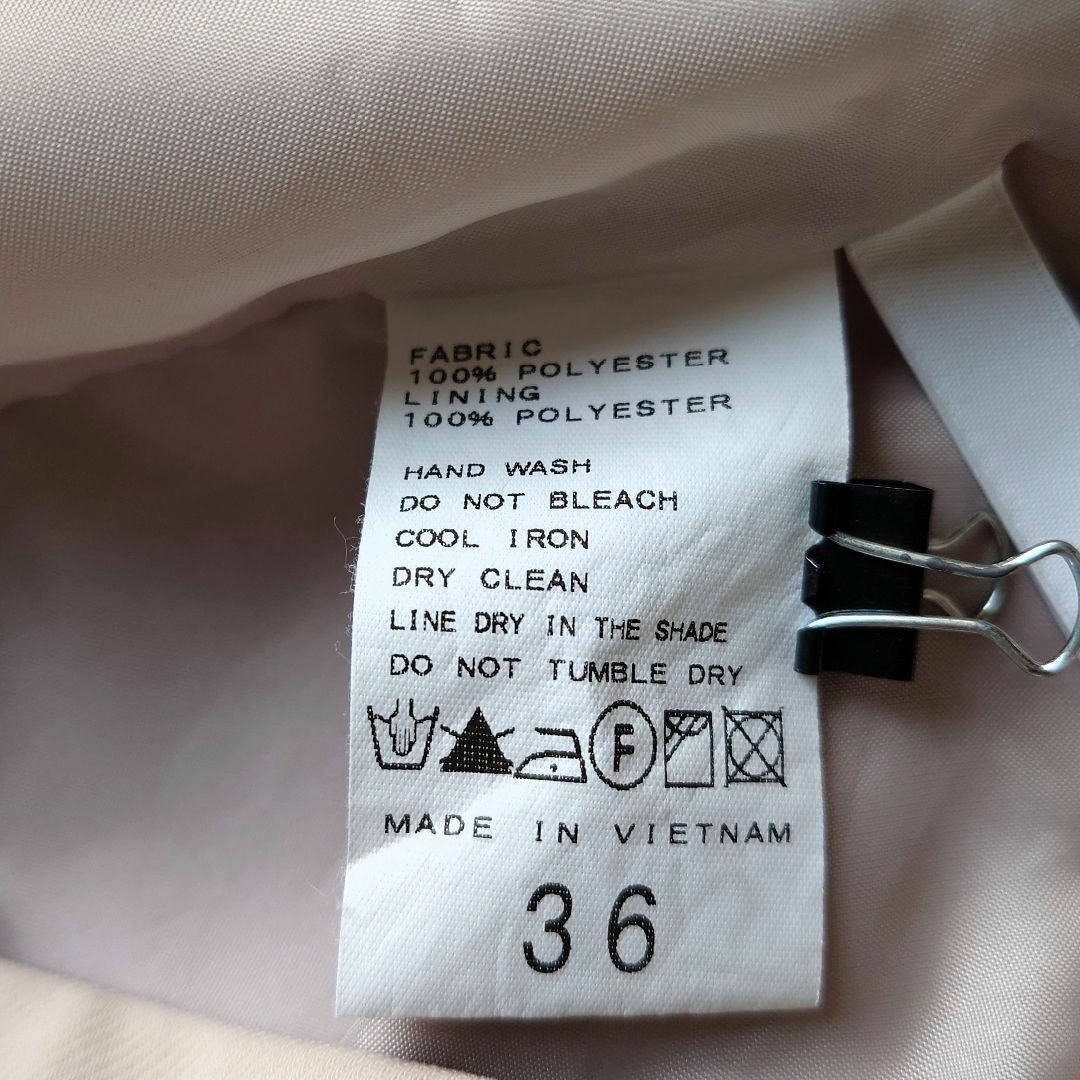 FABRIC
100% POLYESTER
LINING
100% POLYESTER
HAND WASH
DO NOT BLEACH
COOL IRON
DRY CLEAN
LINE DRY IN THE SHADE
DO NOT TUMBLE DRY
F
MADE IN VIETNAM
36